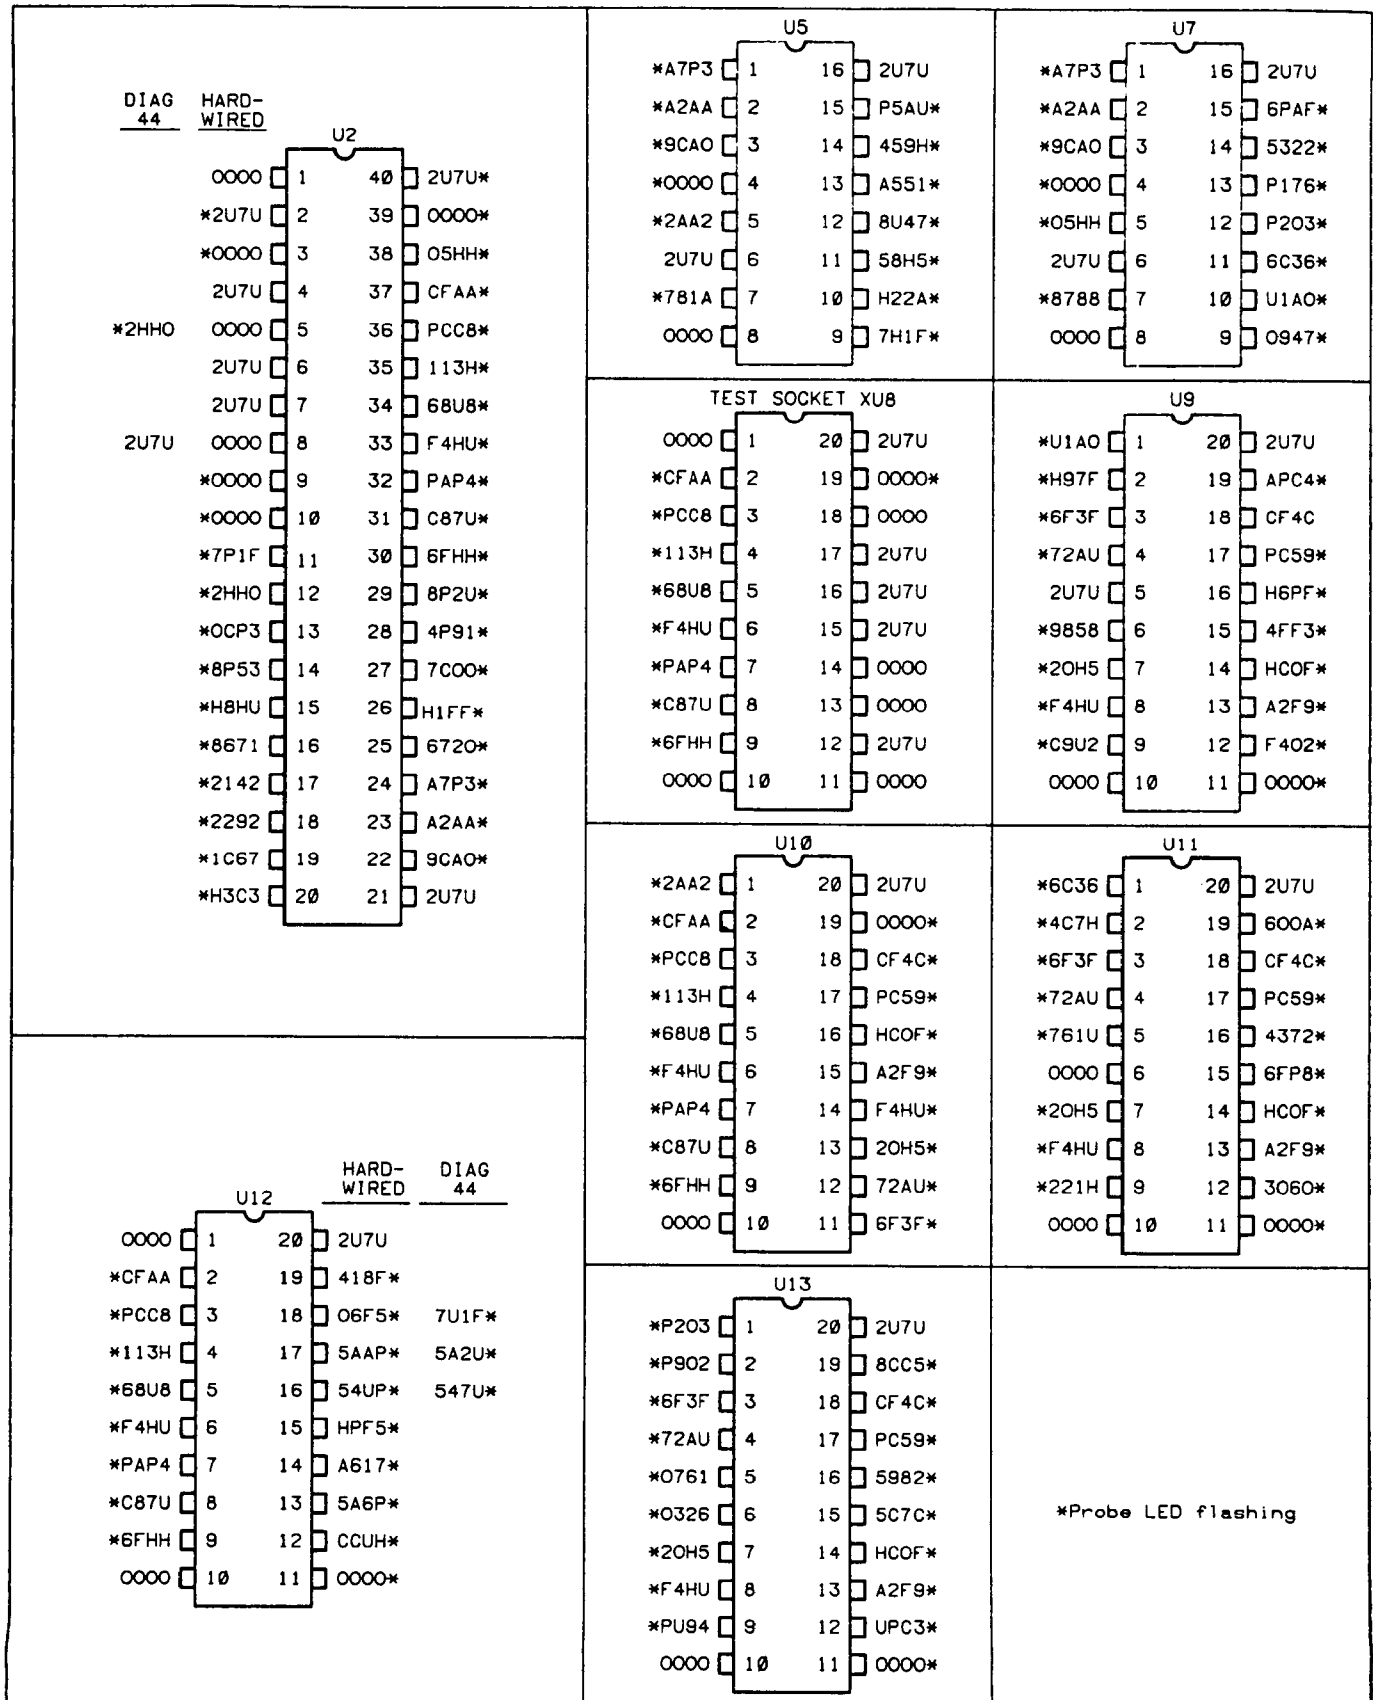 DIAG 44 HARD-WIRED
U2
0000 1 40 2U7U*
*2U7U 2 39 0000*
*0000 3 38 05HH*
2U7U 4 37 CFAA*
*2HH0 0000 5 36 PCC8*
2U7U 6 35 113H*
2U7U 7 34 68U8*
2U7U 0000 8 33 F4HU*
*0000 9 32 PAP4*
*0000 10 31 C87U*
*7P1F 11 30 6FHH*
*2HH0 12 29 8P2U*
*0CP3 13 28 4P91*
*8P53 14 27 7C00*
*H8HU 15 26 H1FF*
*8671 16 25 6720*
*2142 17 24 A7P3*
*2292 18 23 A2AA*
*1C67 19 22 9CA0*
*H3C3 20 21 2U7U
U5
*A7P3 1 16 2U7U
*A2AA 2 15 P5AU*
*9CA0 3 14 459H*
*0000 4 13 A551*
*2AA2 5 12 8U47*
2U7U 6 11 58H5*
*781A 7 10 H22A*
0000 8 9 7H1F*
U7
*A7P3 1 16 2U7U
*A2AA 2 15 6PAF*
*9CA0 3 14 5322*
*0000 4 13 P176*
*05HH 5 12 P203*
2U7U 6 11 6C36*
*8788 7 10 U1A0*
0000 8 9 0947*
TEST SOCKET XU8
0000 1 20 2U7U
*CFAA 2 19 0000*
*PCC8 3 18 0000
*113H 4 17 2U7U
*68U8 5 16 2U7U
*F4HU 6 15 2U7U
*PAP4 7 14 0000
*C87U 8 13 0000
*6FHH 9 12 2U7U
0000 10 11 0000
U9
*U1A0 1 20 2U7U
*H97F 2 19 APC4*
*6F3F 3 18 CF4C
*72AU 4 17 PC59*
2U7U 5 16 H6PF*
*9858 6 15 4FF3*
*20H5 7 14 HC0F*
*F4HU 8 13 A2F9*
*C9U2 9 12 F402*
0000 10 11 0000*
U10
*2AA2 1 20 2U7U
*CFAA 2 19 0000*
*PCC8 3 18 CF4C*
*113H 4 17 PC59*
*68U8 5 16 HC0F*
*F4HU 6 15 A2F9*
*PAP4 7 14 F4HU*
*C87U 8 13 20H5*
*6FHH 9 12 72AU*
0000 10 11 6F3F*
U11
*6C36 1 20 2U7U
*4C7H 2 19 600A*
*6F3F 3 18 CF4C*
*72AU 4 17 PC59*
*761U 5 16 4372*
0000 6 15 6FP8*
*20H5 7 14 HC0F*
*F4HU 8 13 A2F9*
*221H 9 12 3060*
0000 10 11 0000*
HARD-WIRED DIAG 44
U12
0000 1 20 2U7U
*CFAA 2 19 418F*
*PCC8 3 18 06F5* 7U1F*
*113H 4 17 5AAP* 5A2U*
*68U8 5 16 54UP* 547U*
*F4HU 6 15 HPF5*
*PAP4 7 14 A617*
*C87U 8 13 5A6P*
*6FHH 9 12 CCUH*
0000 10 11 0000*
U13
*P203 1 20 2U7U
*P902 2 19 8CC5*
*6F3F 3 18 CF4C*
*72AU 4 17 PC59*
*0761 5 16 5982*
*0326 6 15 5C7C*
*20H5 7 14 HC0F*
*F4HU 8 13 A2F9*
*PU94 9 12 UPC3*
0000 10 11 0000*
*Probe LED flashing